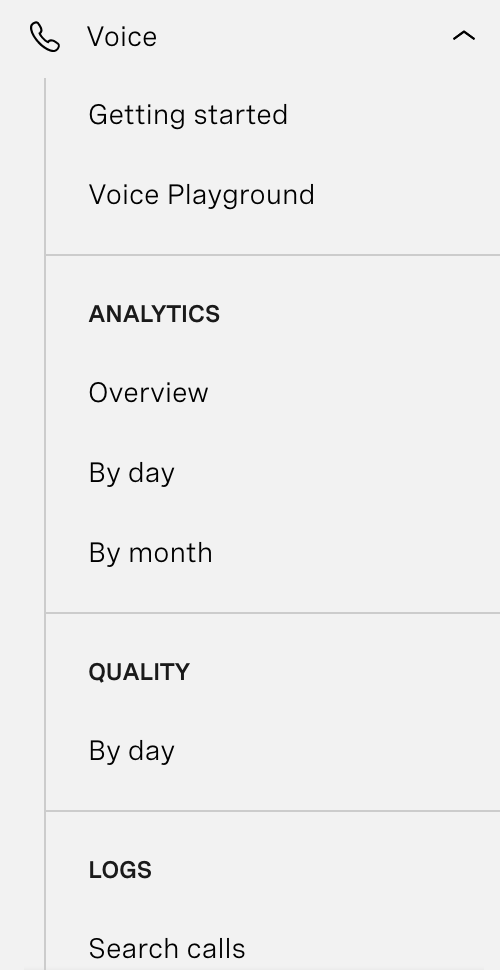 Voice
Getting started
Voice Playground
ANALYTICS
Overview
By day
By month
QUALITY
By day
LOGS
Search calls